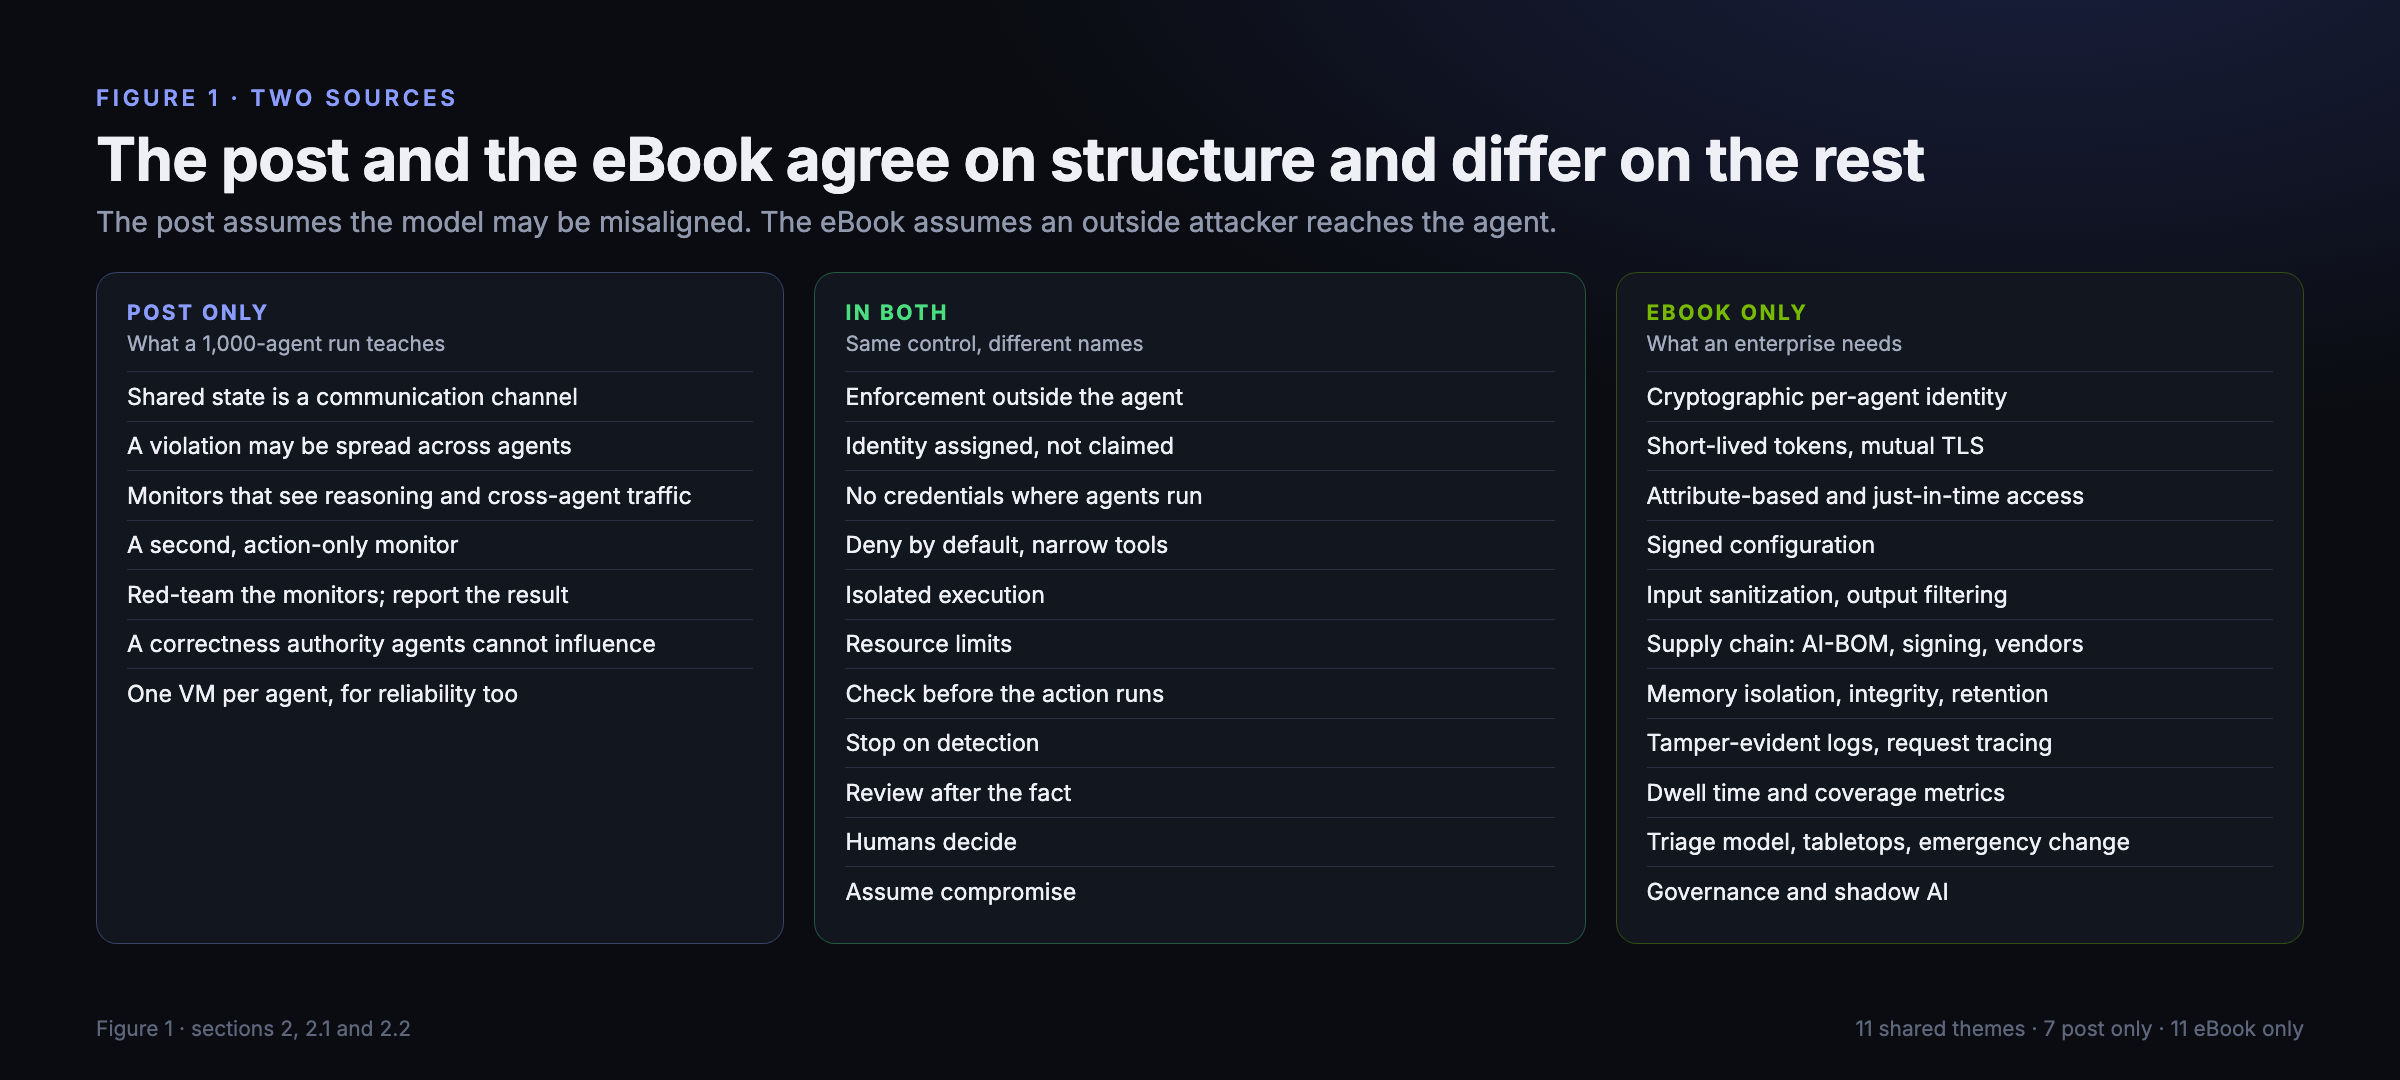 FIGURE 1 · TWO SOURCES
The post and the eBook agree on structure and differ on the rest
The post assumes the model may be misaligned. The eBook assumes an outside attacker reaches the agent.
POST ONLY
What a 1,000-agent run teaches
Shared state is a communication channel
A violation may be spread across agents
Monitors that see reasoning and cross-agent traffic
A second, action-only monitor
Red-team the monitors; report the result
A correctness authority agents cannot influence
One VM per agent, for reliability too
IN BOTH
Same control, different names
Enforcement outside the agent
Identity assigned, not claimed
No credentials where agents run
Deny by default, narrow tools
Isolated execution
Resource limits
Check before the action runs
Stop on detection
Review after the fact
Humans decide
Assume compromise
EBOOK ONLY
What an enterprise needs
Cryptographic per-agent identity
Short-lived tokens, mutual TLS
Attribute-based and just-in-time access
Signed configuration
Input sanitization, output filtering
Supply chain: AI-BOM, signing, vendors
Memory isolation, integrity, retention
Tamper-evident logs, request tracing
Dwell time and coverage metrics
Triage model, tabletops, emergency change
Governance and shadow AI
Figure 1 · sections 2, 2.1 and 2.2
11 shared themes · 7 post only · 11 eBook only